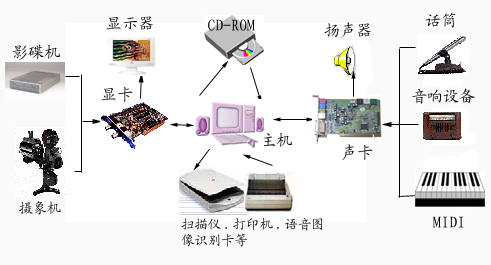 显示器
CD-ROM
扬声器
话筒
影碟机
显卡
音响设备
主机
声卡
摄象机
扫描仪.打印机.语音图
像识别卡等
MIDI